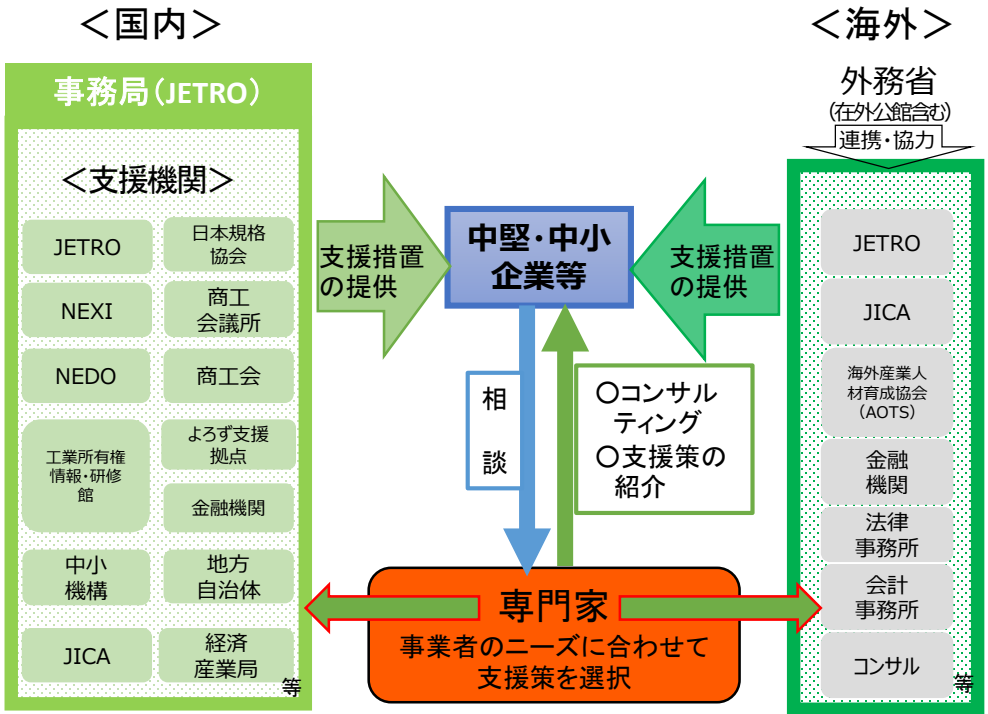 ＜国内＞
事務局（JETRO）
＜支援機関＞
JETRO
日本規格
協会
NEXI
商工
会議所
NEDO
商工会
工業所有権
情報・研修
館
よろず支援
拠点
金融機関
中小
機構
地方
自治体
JICA
経済
産業局
等
支援措置
の提供
中堅・中小
企業等
支援措置
の提供
相
談
○コンサル
ティング
○支援策の
紹介
専門家
事業者のニーズに合わせて
支援策を選択
＜海外＞
外務省
（在外公館含む）
連携・協力
JETRO
JICA
海外産業人
材育成協会
（AOTS）
金融
機関
法律
事務所
会計
事務所
コンサル
等